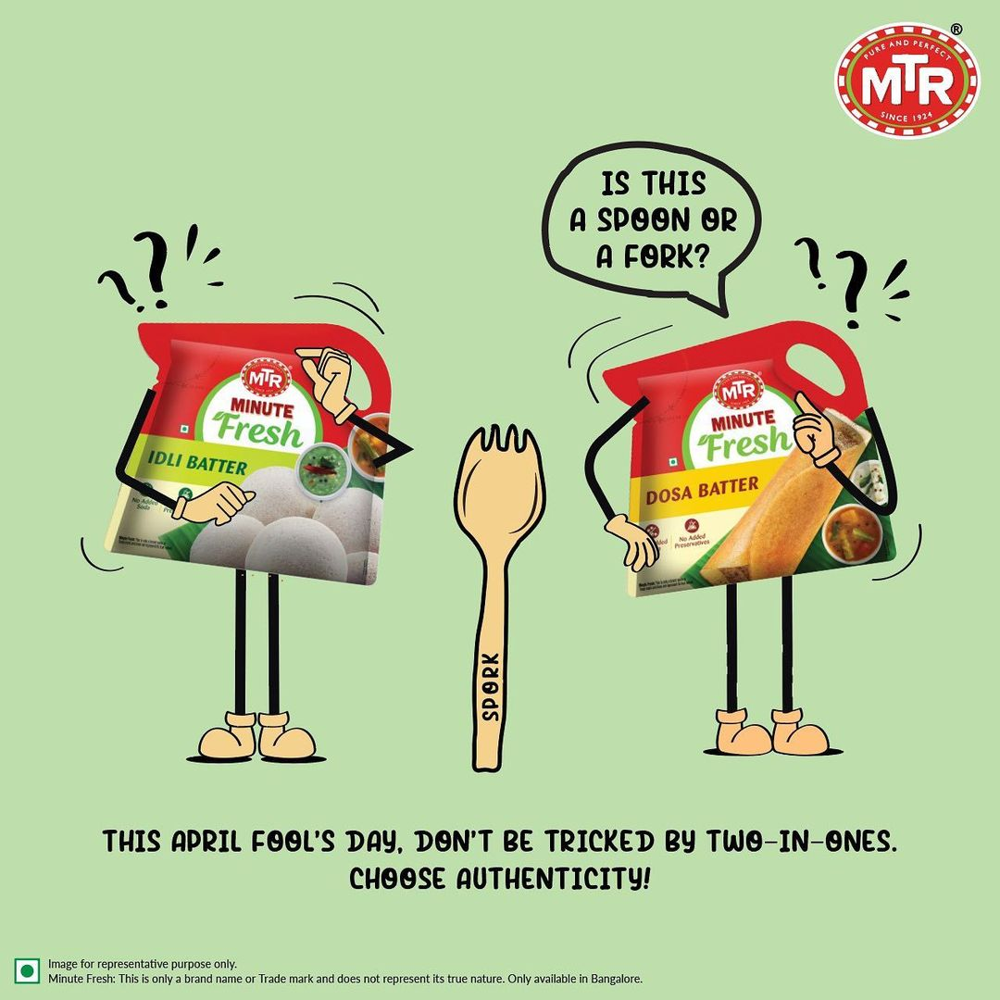 ®
PURE AND PERFECT
MTR
SINCE 1924
IS THIS
A SPOON OR
A FORK?
??
??
MTR
MINUTE
Fresh
IDLI BATTER
No Added
Soda
MTR
MINUTE
Fresh
DOSA BATTER
No Added
Preservatives
SPORK
THIS APRIL FOOL'S DAY, DON'T BE TRICKED BY TWO-IN-ONES.
CHOOSE AUTHENTICITY!
Image for representative purpose only.
Minute Fresh: This is only a brand name or Trade mark and does not represent its true nature. Only available in Bangalore.